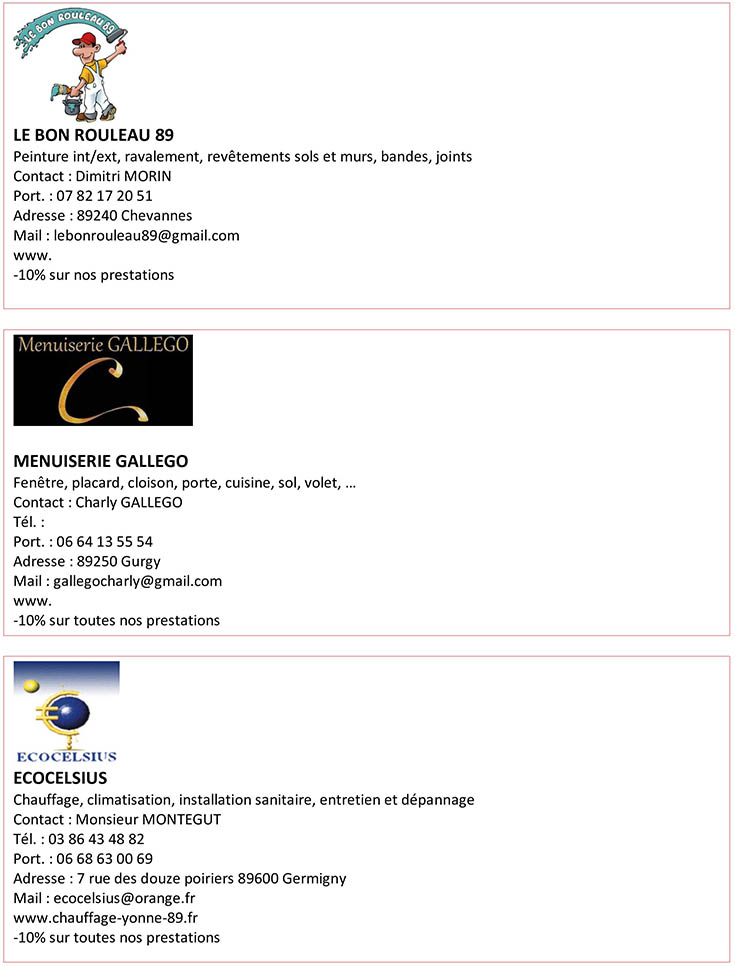 LE BON ROULEAU 89
LE BON ROULEAU 89
Peinture int/ext, ravalement, revêtements sols et murs, bandes, joints
Contact : Dimitri MORIN
Port. : 07 82 17 20 51
Adresse : 89240 Chevannes
Mail : lebonrouleau89@gmail.com
www.
-10% sur nos prestations
Menuiserie GALLEGO
MENUISERIE GALLEGO
Fenêtre, placard, cloison, porte, cuisine, sol, volet, ...
Contact : Charly GALLEGO
Tél. :
Port. : 06 64 13 55 54
Adresse : 89250 Gurgy
Mail : gallegocharly@gmail.com
www.
-10% sur toutes nos prestations
ECOCELSIUS
ECOCELSIUS
Chauffage, climatisation, installation sanitaire, entretien et dépannage
Contact : Monsieur MONTEGUT
Tél. : 03 86 43 48 82
Port. : 06 68 63 00 69
Adresse : 7 rue des douze poiriers 89600 Germigny
Mail : ecocelsius@orange.fr
www.chauffage-yonne-89.fr
-10% sur toutes nos prestations